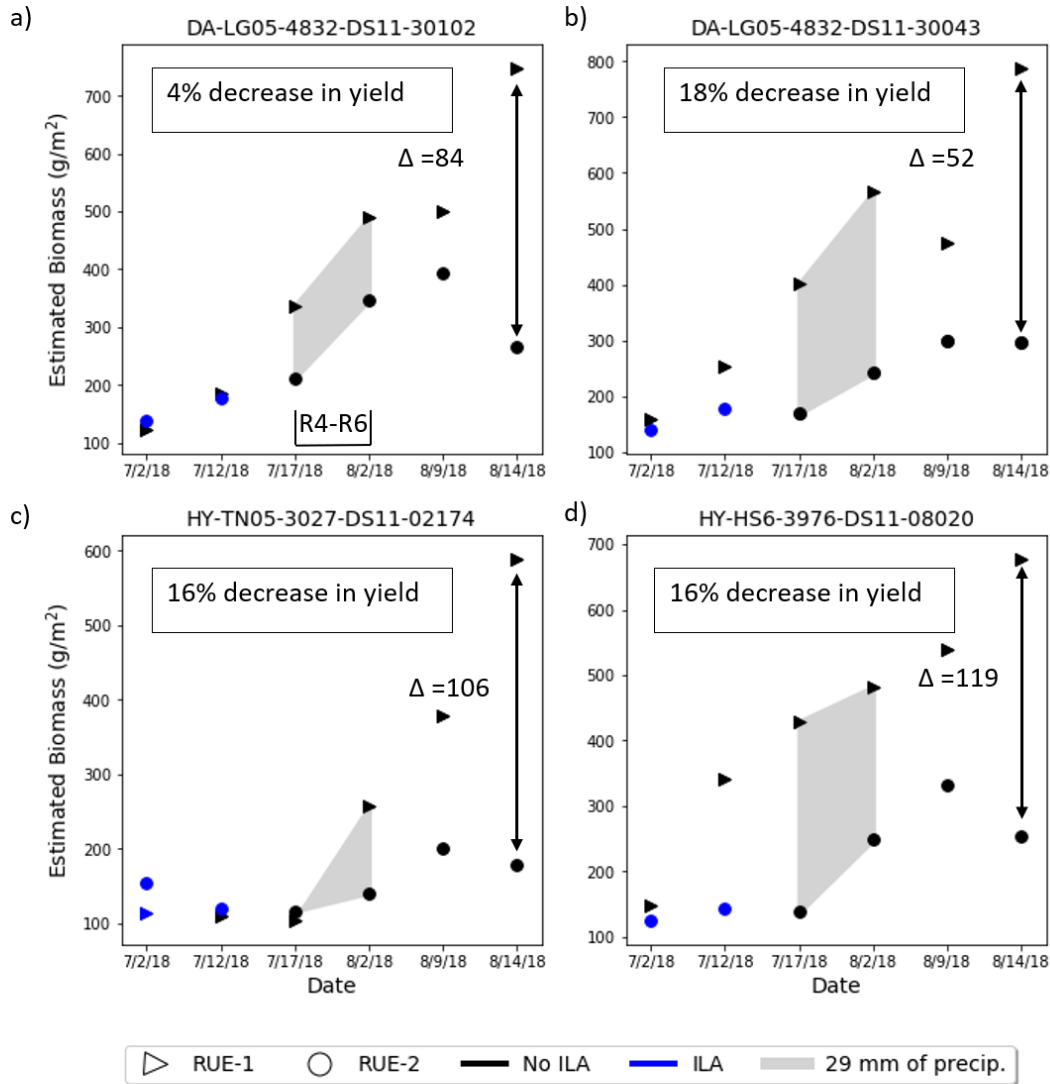 a)
DA-LG05-4832-DS11-30102
4% decrease in yield
Δ =84
R4-R6
Estimated Biomass (g/m²)
700
600
500
400
300
200
100
7/2/18 7/12/18 7/17/18 8/2/18 8/9/18 8/14/18
b)
DA-LG05-4832-DS11-30043
18% decrease in yield
Δ =52
800
700
600
500
400
300
200
100
7/2/18 7/12/18 7/17/18 8/2/18 8/9/18 8/14/18
c)
HY-TN05-3027-DS11-02174
16% decrease in yield
Δ =106
Estimated Biomass (g/m²)
600
500
400
300
200
100
7/2/18 7/12/18 7/17/18 8/2/18 8/9/18 8/14/18
Date
d)
HY-HS6-3976-DS11-08020
16% decrease in yield
Δ =119
700
600
500
400
300
200
100
7/2/18 7/12/18 7/17/18 8/2/18 8/9/18 8/14/18
Date
RUE-1 RUE-2 No ILA ILA 29 mm of precip.